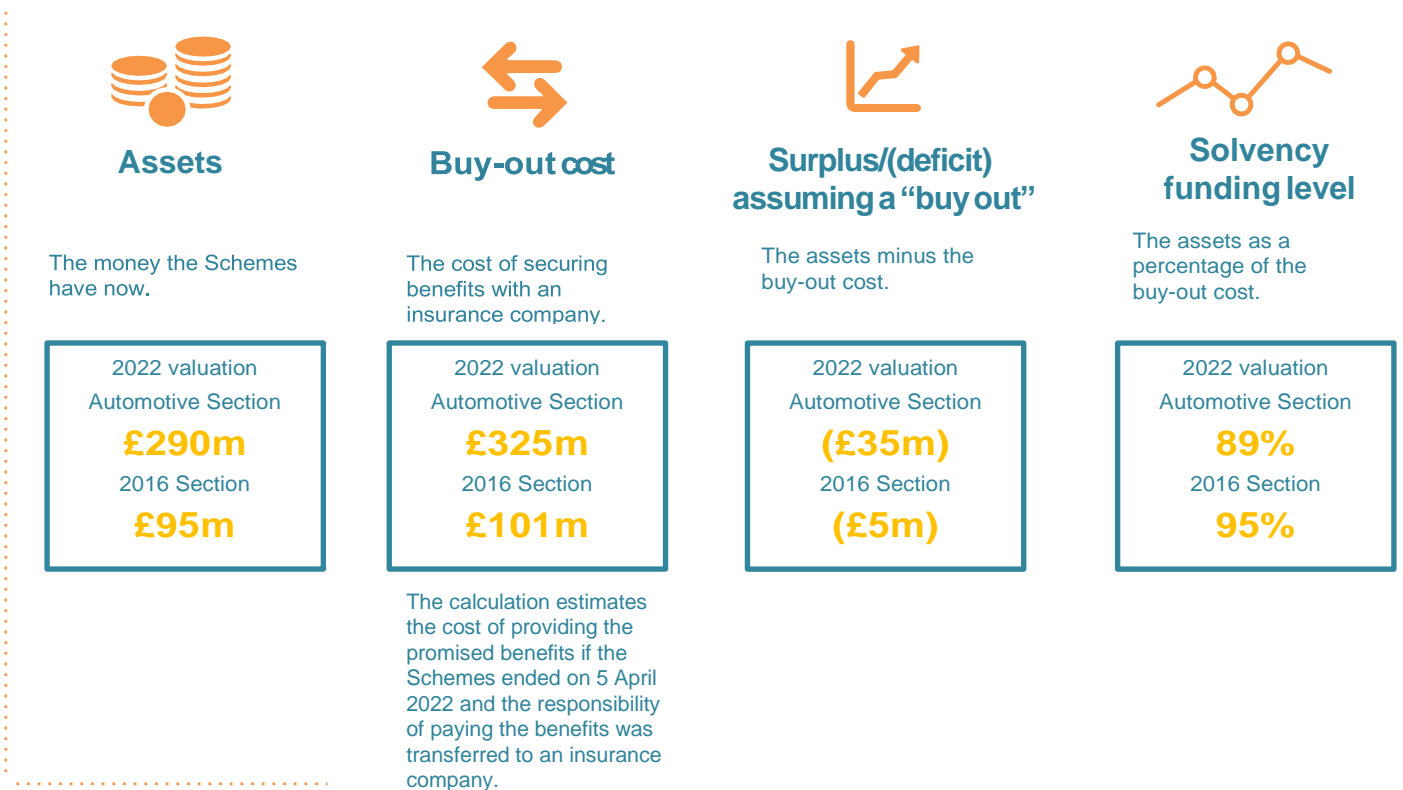 Assets
The money the Schemes
have now.
2022 valuation
Automotive Section
£290m
2016 Section
£95m
Buy-out cost
The cost of securing
benefits with an
insurance company.
2022 valuation
Automotive Section
£325m
2016 Section
£101m
The calculation estimates
the cost of providing the
promised benefits if the
Schemes ended on 5 April
2022 and the responsibility
of paying the benefits was
transferred to an insurance
company.
Surplus/(deficit)
assuming a “buy out”
The assets minus the
buy-out cost.
2022 valuation
Automotive Section
(£35m)
2016 Section
(£5m)
Solvency
funding level
The assets as a
percentage of the
buy-out cost.
2022 valuation
Automotive Section
89%
2016 Section
95%